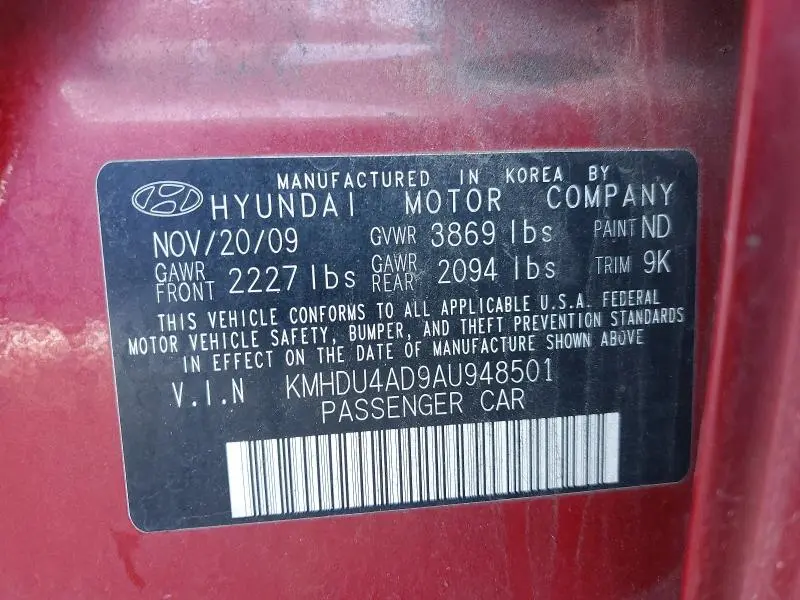 MANUFACTURED IN KOREA BY
HYUNDAI MOTOR COMPANY
NOV/20/09 GVWR 3869 lbs PAINT ND
GAWR FRONT 2227 lbs GAWR REAR 2094 lbs TRIM 9K
THIS VEHICLE CONFORMS TO ALL APPLICABLE U.S.A. FEDERAL
MOTOR VEHICLE SAFETY, BUMPER, AND THEFT PREVENTION STANDARDS
IN EFFECT ON THE DATE OF MANUFACTURE SHOWN ABOVE
V.I.N KMHDU4AD9AU948501
PASSENGER CAR